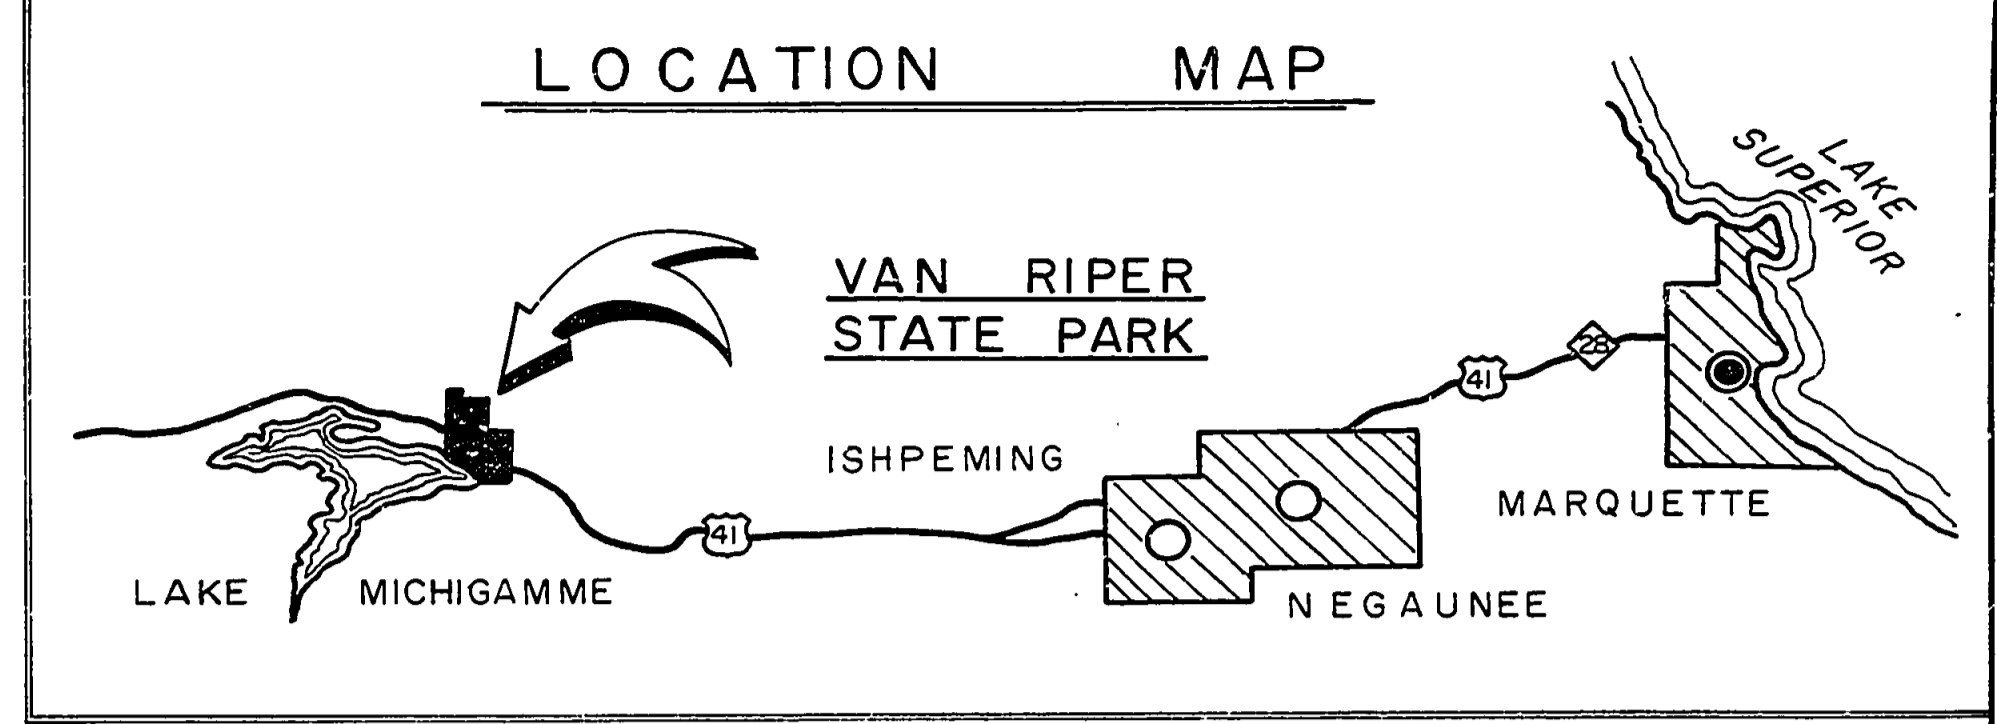 LOCATION MAP
LAKE
SUPERIOR
VAN RIPER
STATE PARK
28
41
ISHPEMING
MARQUETTE
41
LAKE MICHIGAMME
NEGAUNEE